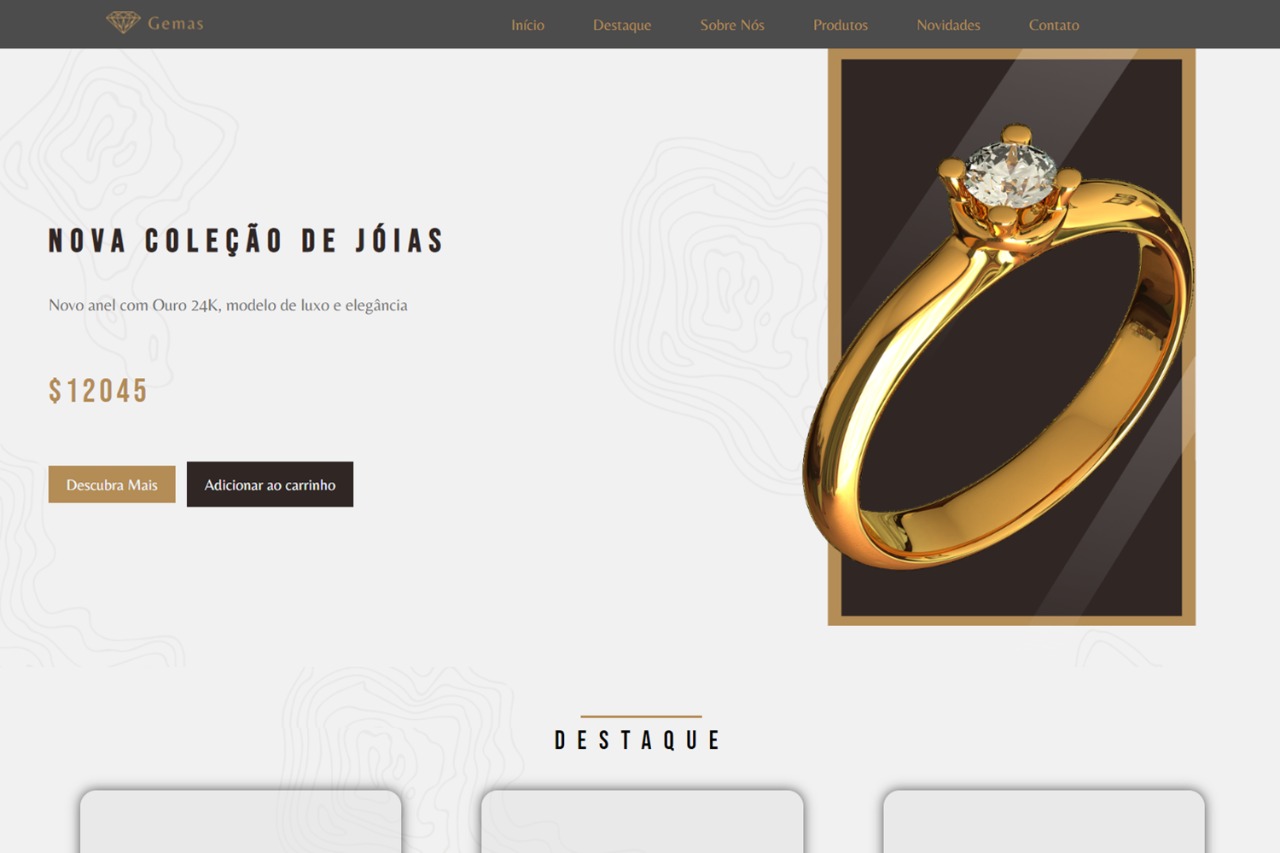 Gemas
Início Destaque Sobre Nós Produtos Novidades Contato
NOVA COLEÇÃO DE JÓIAS
Novo anel com Ouro 24K, modelo de luxo e elegância
$12045
Descubra Mais Adicionar ao carrinho
DESTAQUE